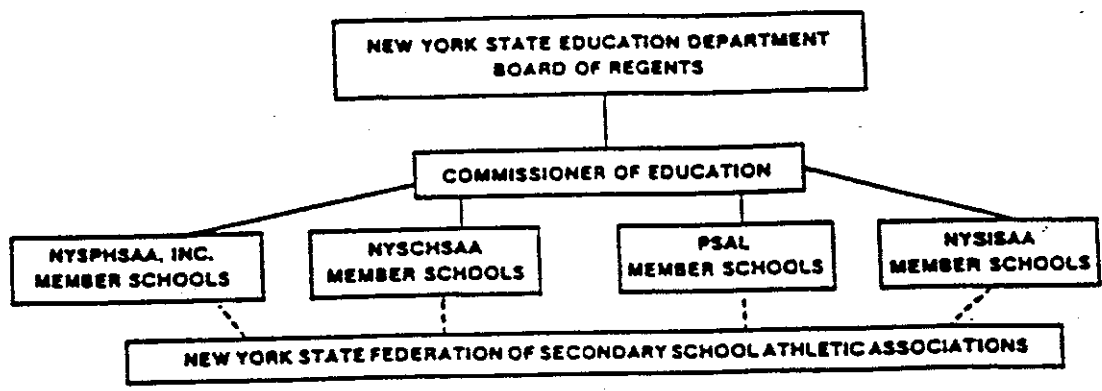 NEW YORK STATE EDUCATION DEPARTMENT
BOARD OF REGENTS
COMMISSIONER OF EDUCATION
NYSPHSAA, INC.
MEMBER SCHOOLS
NYSCHSAA
MEMBER SCHOOLS
PSAL
MEMBER SCHOOLS
NYSISAA
MEMBER SCHOOLS
NEW YORK STATE FEDERATION OF SECONDARY SCHOOL ATHLETIC ASSOCIATIONS